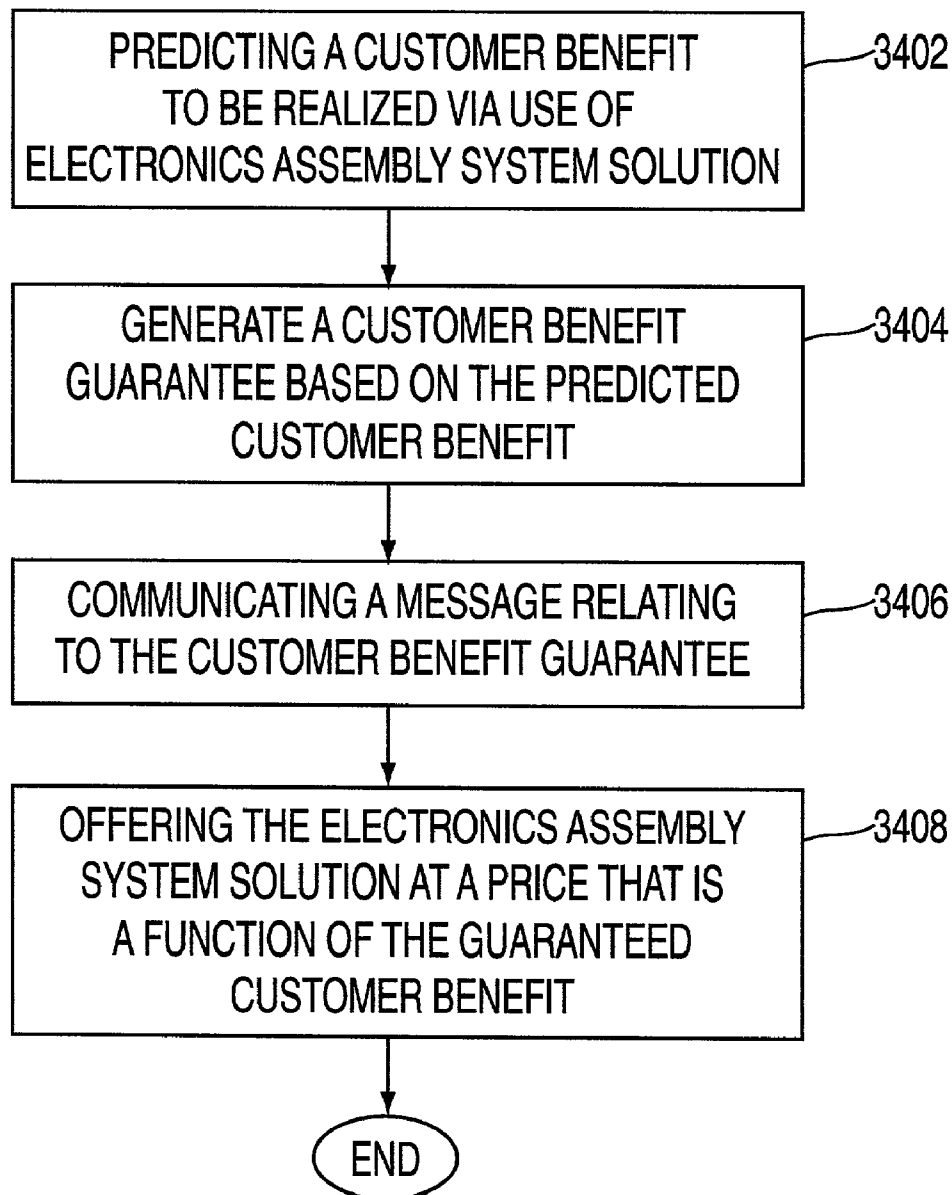 PREDICTING A CUSTOMER BENEFIT
TO BE REALIZED VIA USE OF
ELECTRONICS ASSEMBLY SYSTEM SOLUTION
3402
GENERATE A CUSTOMER BENEFIT
GUARANTEE BASED ON THE PREDICTED
CUSTOMER BENEFIT
3404
COMMUNICATING A MESSAGE RELATING
TO THE CUSTOMER BENEFIT GUARANTEE
3406
OFFERING THE ELECTRONICS ASSEMBLY
SYSTEM SOLUTION AT A PRICE THAT IS
A FUNCTION OF THE GUARANTEED
CUSTOMER BENEFIT
3408
END